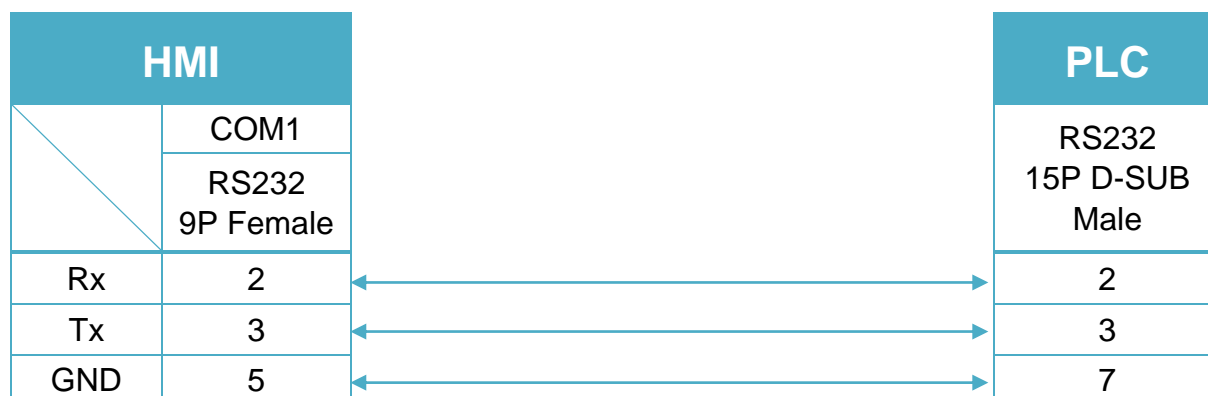 HMI
PLC
COM1
RS232
9P Female
RS232
15P D-SUB
Male
Rx 2 2
Tx 3 3
GND 5 7